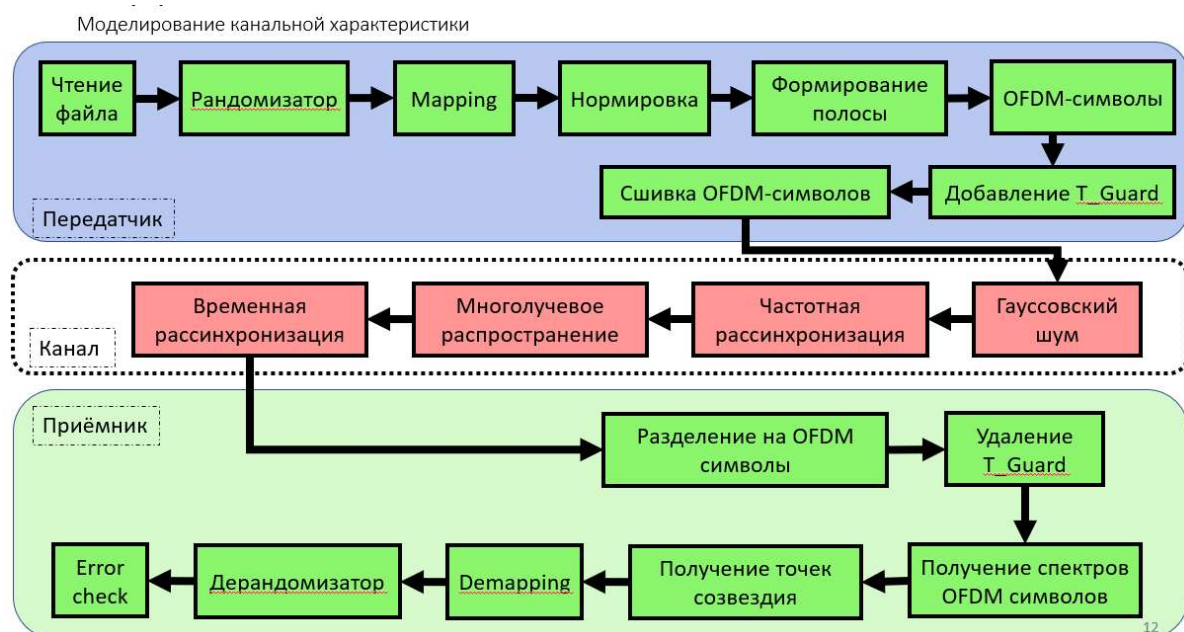 Моделирование канальной характеристики
Чтение
файла
Рандомизатор
Mapping
Нормировка
Формирование
полосы
OFDM-символы
Сшивка OFDM-символов
Добавление T_Guard
Передатчик
Временная
рассинхронизация
Многолучевое
распространение
Частотная
рассинхронизация
Гауссовский
шум
Канал
Приёмник
Разделение на OFDM
символы
Удаление
T_Guard
Error
check
Дерандомизатор
Demapping
Получение точек
созвездия
Получение спектров
OFDM символов
12